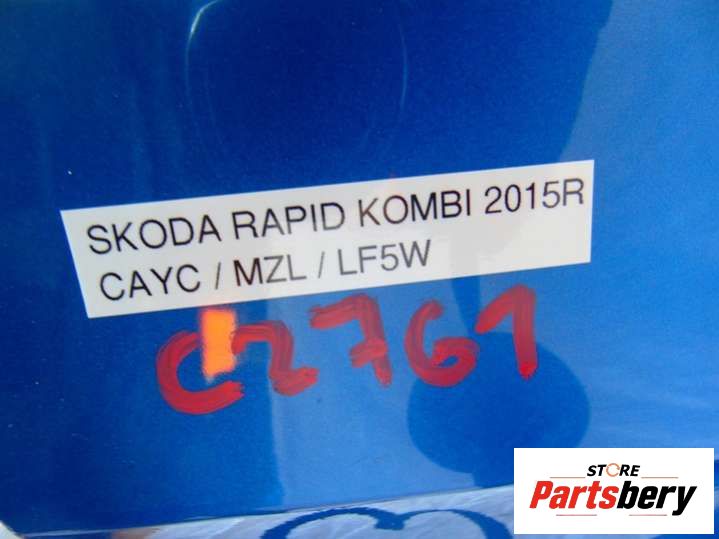 SKODA RAPID KOMBI 2015R
CAYC / MZL / LF5W
C2761
STORE
Partsbery